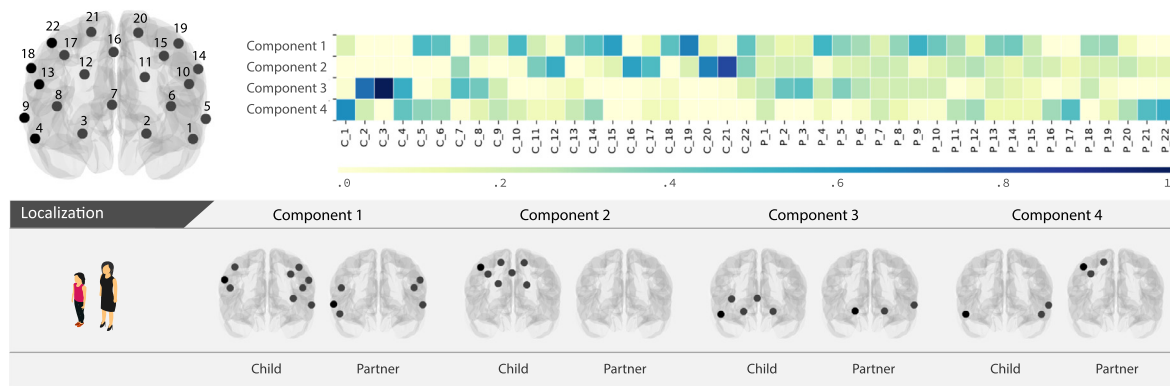 21
20
22
19
17
16
15
18
14
12
11
13
10
8
7
6
9
5
4
3
2
1
Component 1
Component 2
Component 3
Component 4
C_1
C_2
C_3
C_4
C_5
C_6
C_7
C_8
C_9
C_10
C_11
C_12
C_13
C_14
C_15
C_16
C_17
C_18
C_19
C_20
C_21
C_22
P_1
P_2
P_3
P_4
P_5
P_6
P_7
P_8
P_9
P_10
P_11
P_12
P_13
P_14
P_15
P_16
P_17
P_18
P_19
P_20
P_21
P_22
.0 .2 .4 .6 .8 1
Localization Component 1 Component 2 Component 3 Component 4
Child Partner Child Partner Child Partner Child Partner